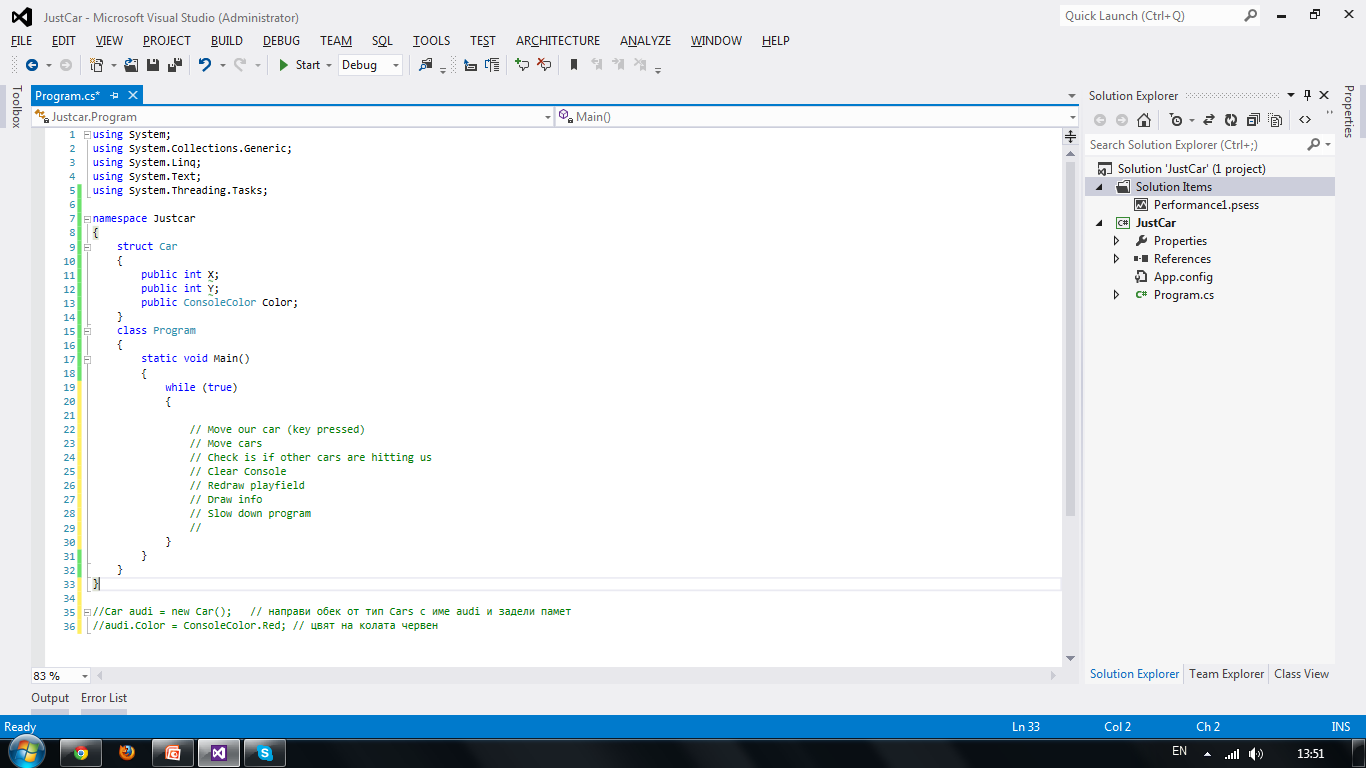 JustCar - Microsoft Visual Studio (Administrator)
Quick Launch (Ctrl+Q)
FILE EDIT VIEW PROJECT BUILD DEBUG TEAM SQL TOOLS TEST ARCHITECTURE ANALYZE WINDOW HELP
Start Debug
Toolbox
Program.cs*
Justcar.Program
Main()
1 using System;
2 using System.Collections.Generic;
3 using System.Linq;
4 using System.Text;
5 using System.Threading.Tasks;
6
7 namespace Justcar
8 {
9 struct Car
10 {
11 public int X;
12 public int Y;
13 public ConsoleColor Color;
14 }
15 class Program
16 {
17 static void Main()
18 {
19 while (true)
20 {
21
22 // Move our car (key pressed)
23 // Move cars
24 // Check is if other cars are hitting us
25 // Clear Console
26 // Redraw playfield
27 // Draw info
28 // Slow down program
29 //
30 }
31 }
32 }
33 }
34
35 //Car audi = new Car(); // направи обек от тип Cars с име audi и задели памет
36 //audi.Color = ConsoleColor.Red; // цвят на колата червен
83 %
Output Error List
Solution Explorer
Search Solution Explorer (Ctrl+;)
Solution 'JustCar' (1 project)
Solution Items
Performance1.psess
C# JustCar
Properties
References
App.config
C# Program.cs
Solution Explorer Team Explorer Class View
Properties
Ready
Ln 33 Col 2 Ch 2 INS
EN 13:51